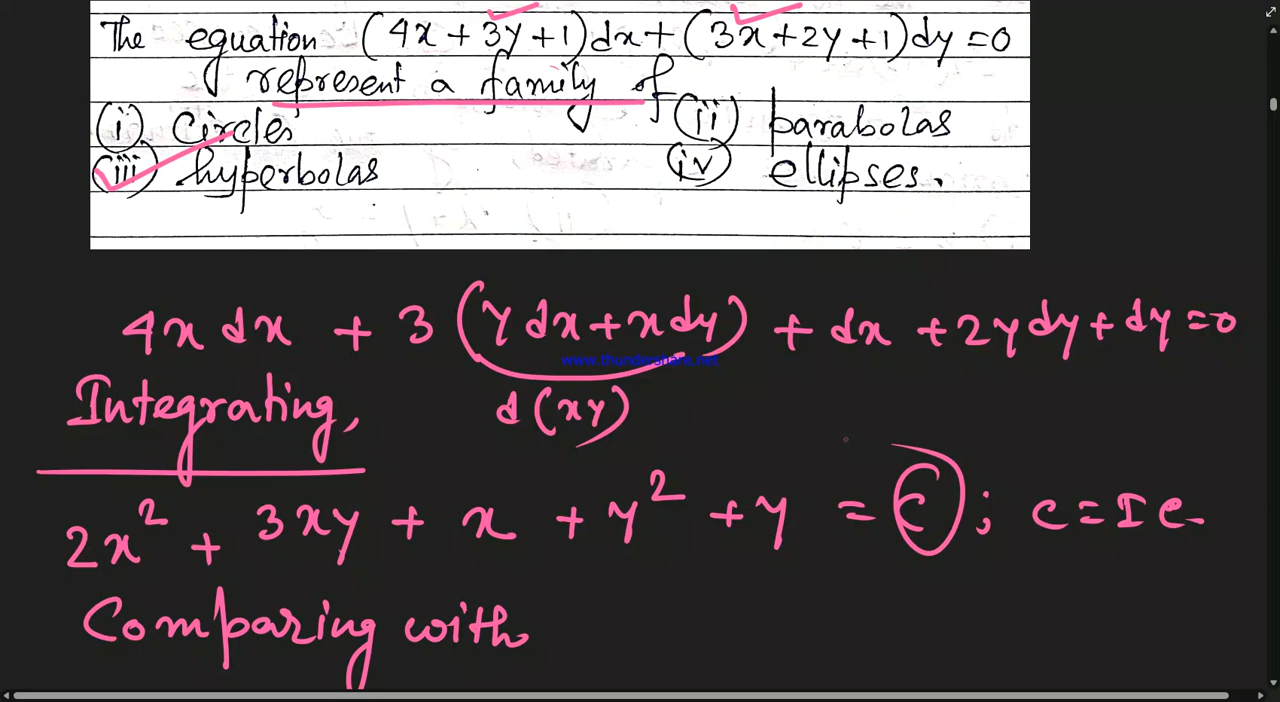 The equation (4x + 3y + 1) dx + (3x + 2y + 1) dy = 0
represent a family of
(i) Circles (ii) parabolas
(iii) hyperbolas (iv) ellipses.
4x dx + 3 (y dx + x dy) + dx + 2y dy + dy = 0
www.thundershare.net
Integrating, d(xy)
2x² + 3xy + x + y² + y = C ; c = I c
Comparing with